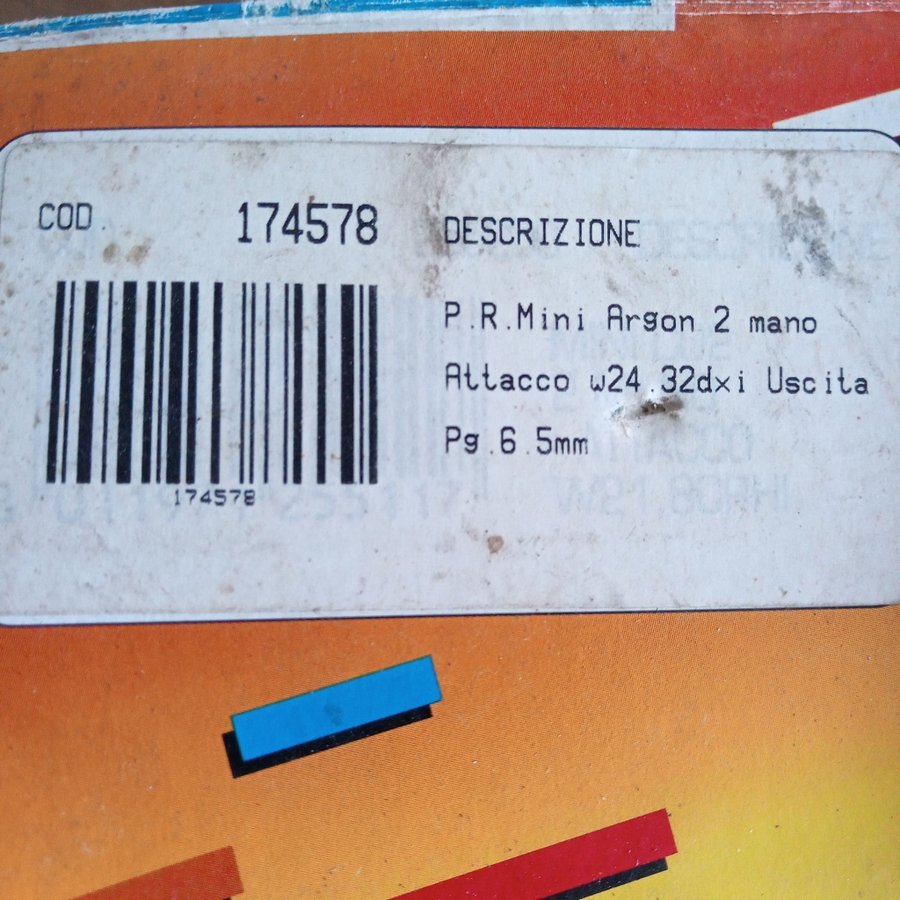 COD. 174578
DESCRIZIONE
P.R.Mini Argon 2 mano
Attacco w24.32dxi Uscita
Pg.6.5mm
174578